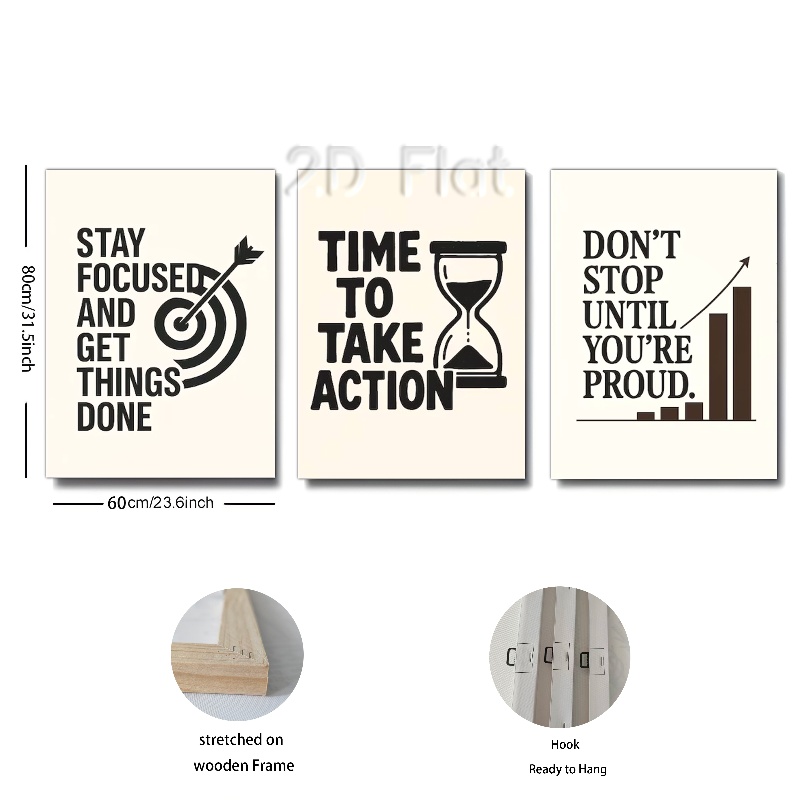 2D Flat.
STAY
FOCUSED
AND
GET
THINGS
DONE
TIME
TO
TAKE
ACTION
DON'T
STOP
UNTIL
YOU'RE
PROUD.
80cm/31.5inch
60cm/23.6inch
stretched on
wooden Frame
Hook
Ready to Hang